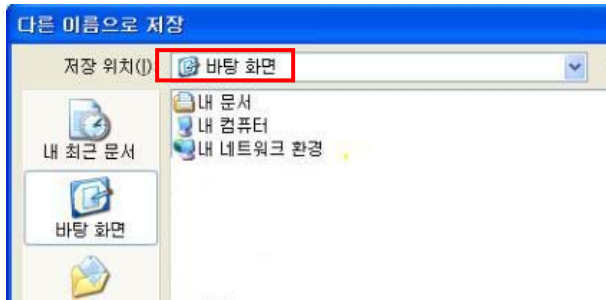 다른 이름으로 저장
저장 위치(I):
바탕 화면
내 문서
내 컴퓨터
내 네트워크 환경
내 최근 문서
바탕 화면